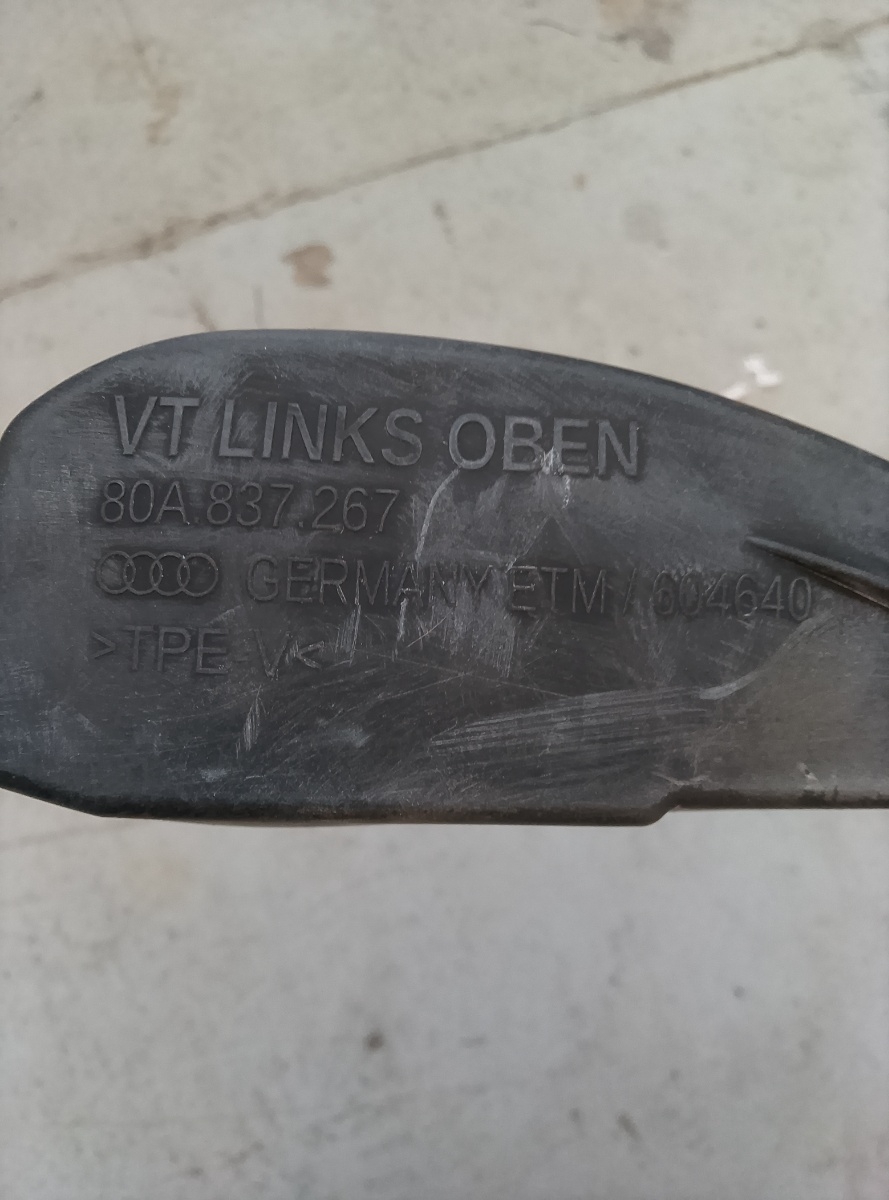 VT LINKS OBEN
80A.837.267
GERMANY ETM / 604640
>TPE-V<